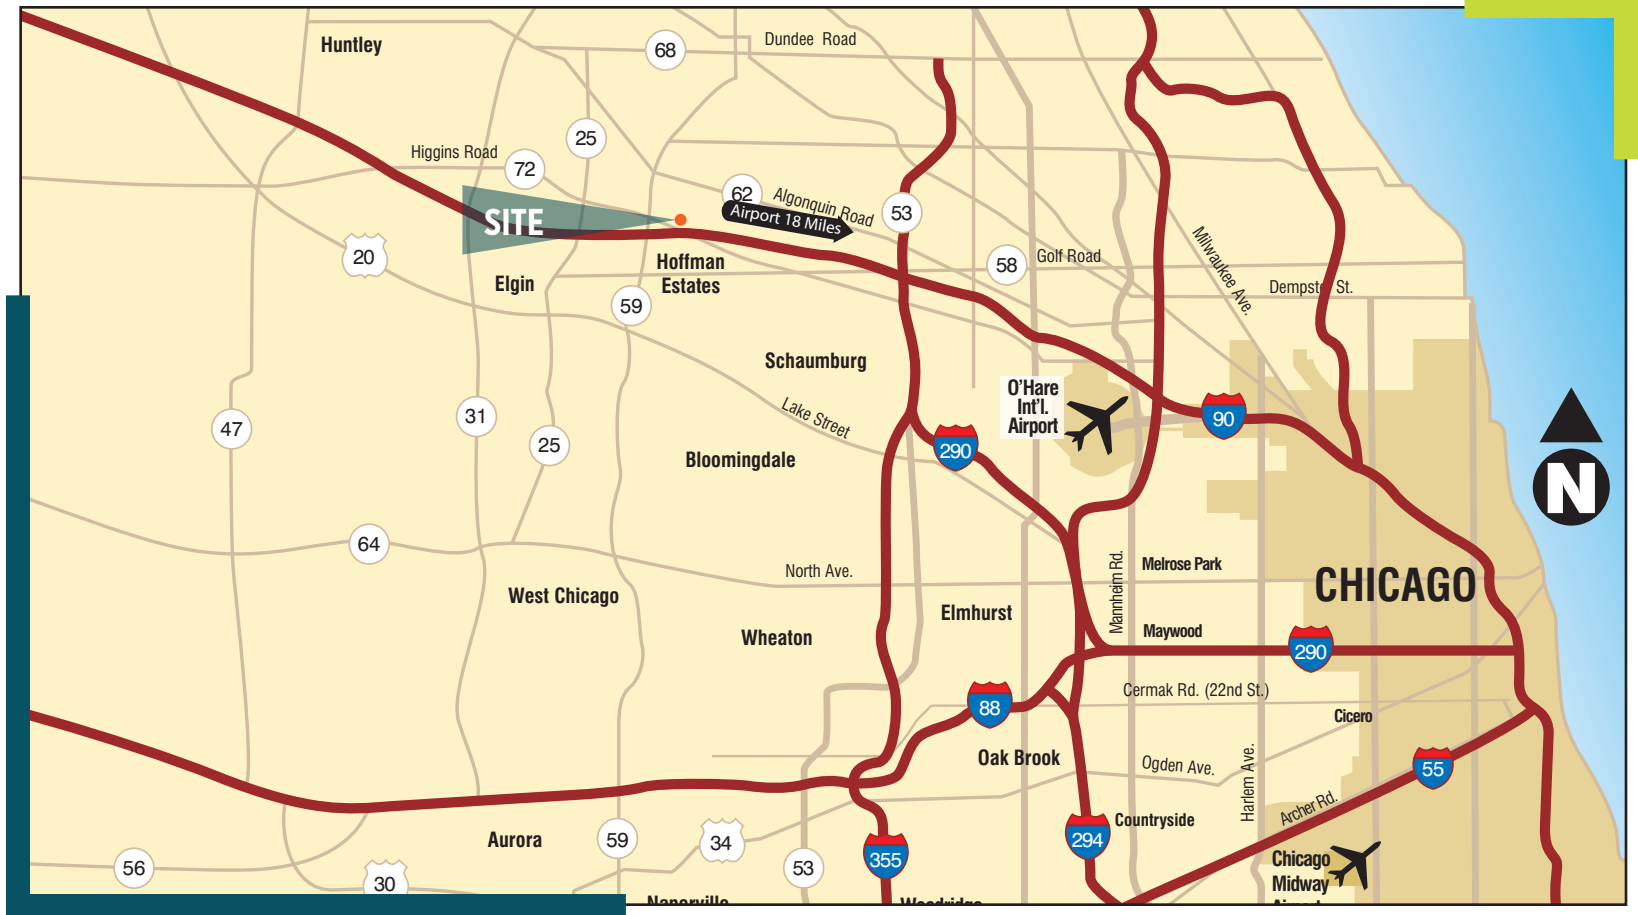 Huntley
68
Dundee Road
25
Higgins Road
72
62
Algonquin Road
Airport 18 Miles
53
SITE
20
58
Golf Road
Milwaukee Ave.
Hoffman
Estates
Elgin
Dempster St.
59
Schaumburg
O'Hare
Int'l.
Airport
Lake Street
47
31
25
90
290
Bloomingdale
N
64
North Ave.
Mannheim Rd.
Melrose Park
CHICAGO
West Chicago
Elmhurst
Wheaton
Maywood
290
Cermak Rd. (22nd St.)
88
Cicero
Oak Brook
Ogden Ave.
Harlem Ave.
55
Archer Rd.
Countryside
Aurora
59
34
294
355
53
56
30
Chicago
Midway
Airport
Naperville
Woodridge